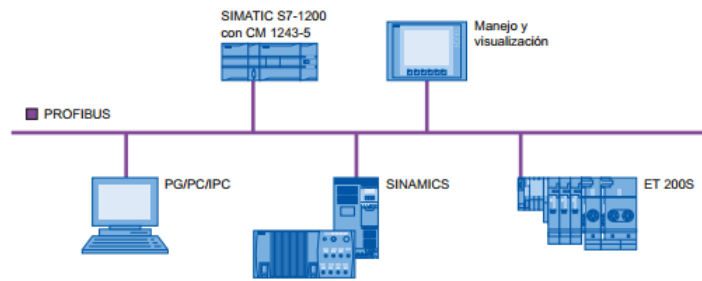 SIMATIC S7-1200
con CM 1243-5
Manejo y
visualización
PROFIBUS
PG/PC/IPC
SINAMICS
ET 200S